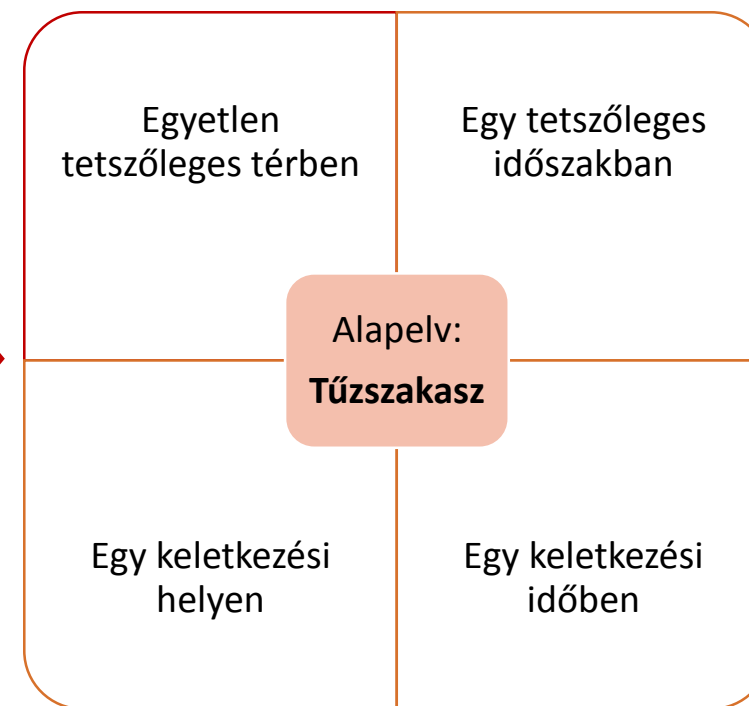 Egyetlen
tetszőleges térben
Egy tetszőleges
időszakban
Alapelv:
Tűzszakasz
Egy keletkezési
helyen
Egy keletkezési
időben